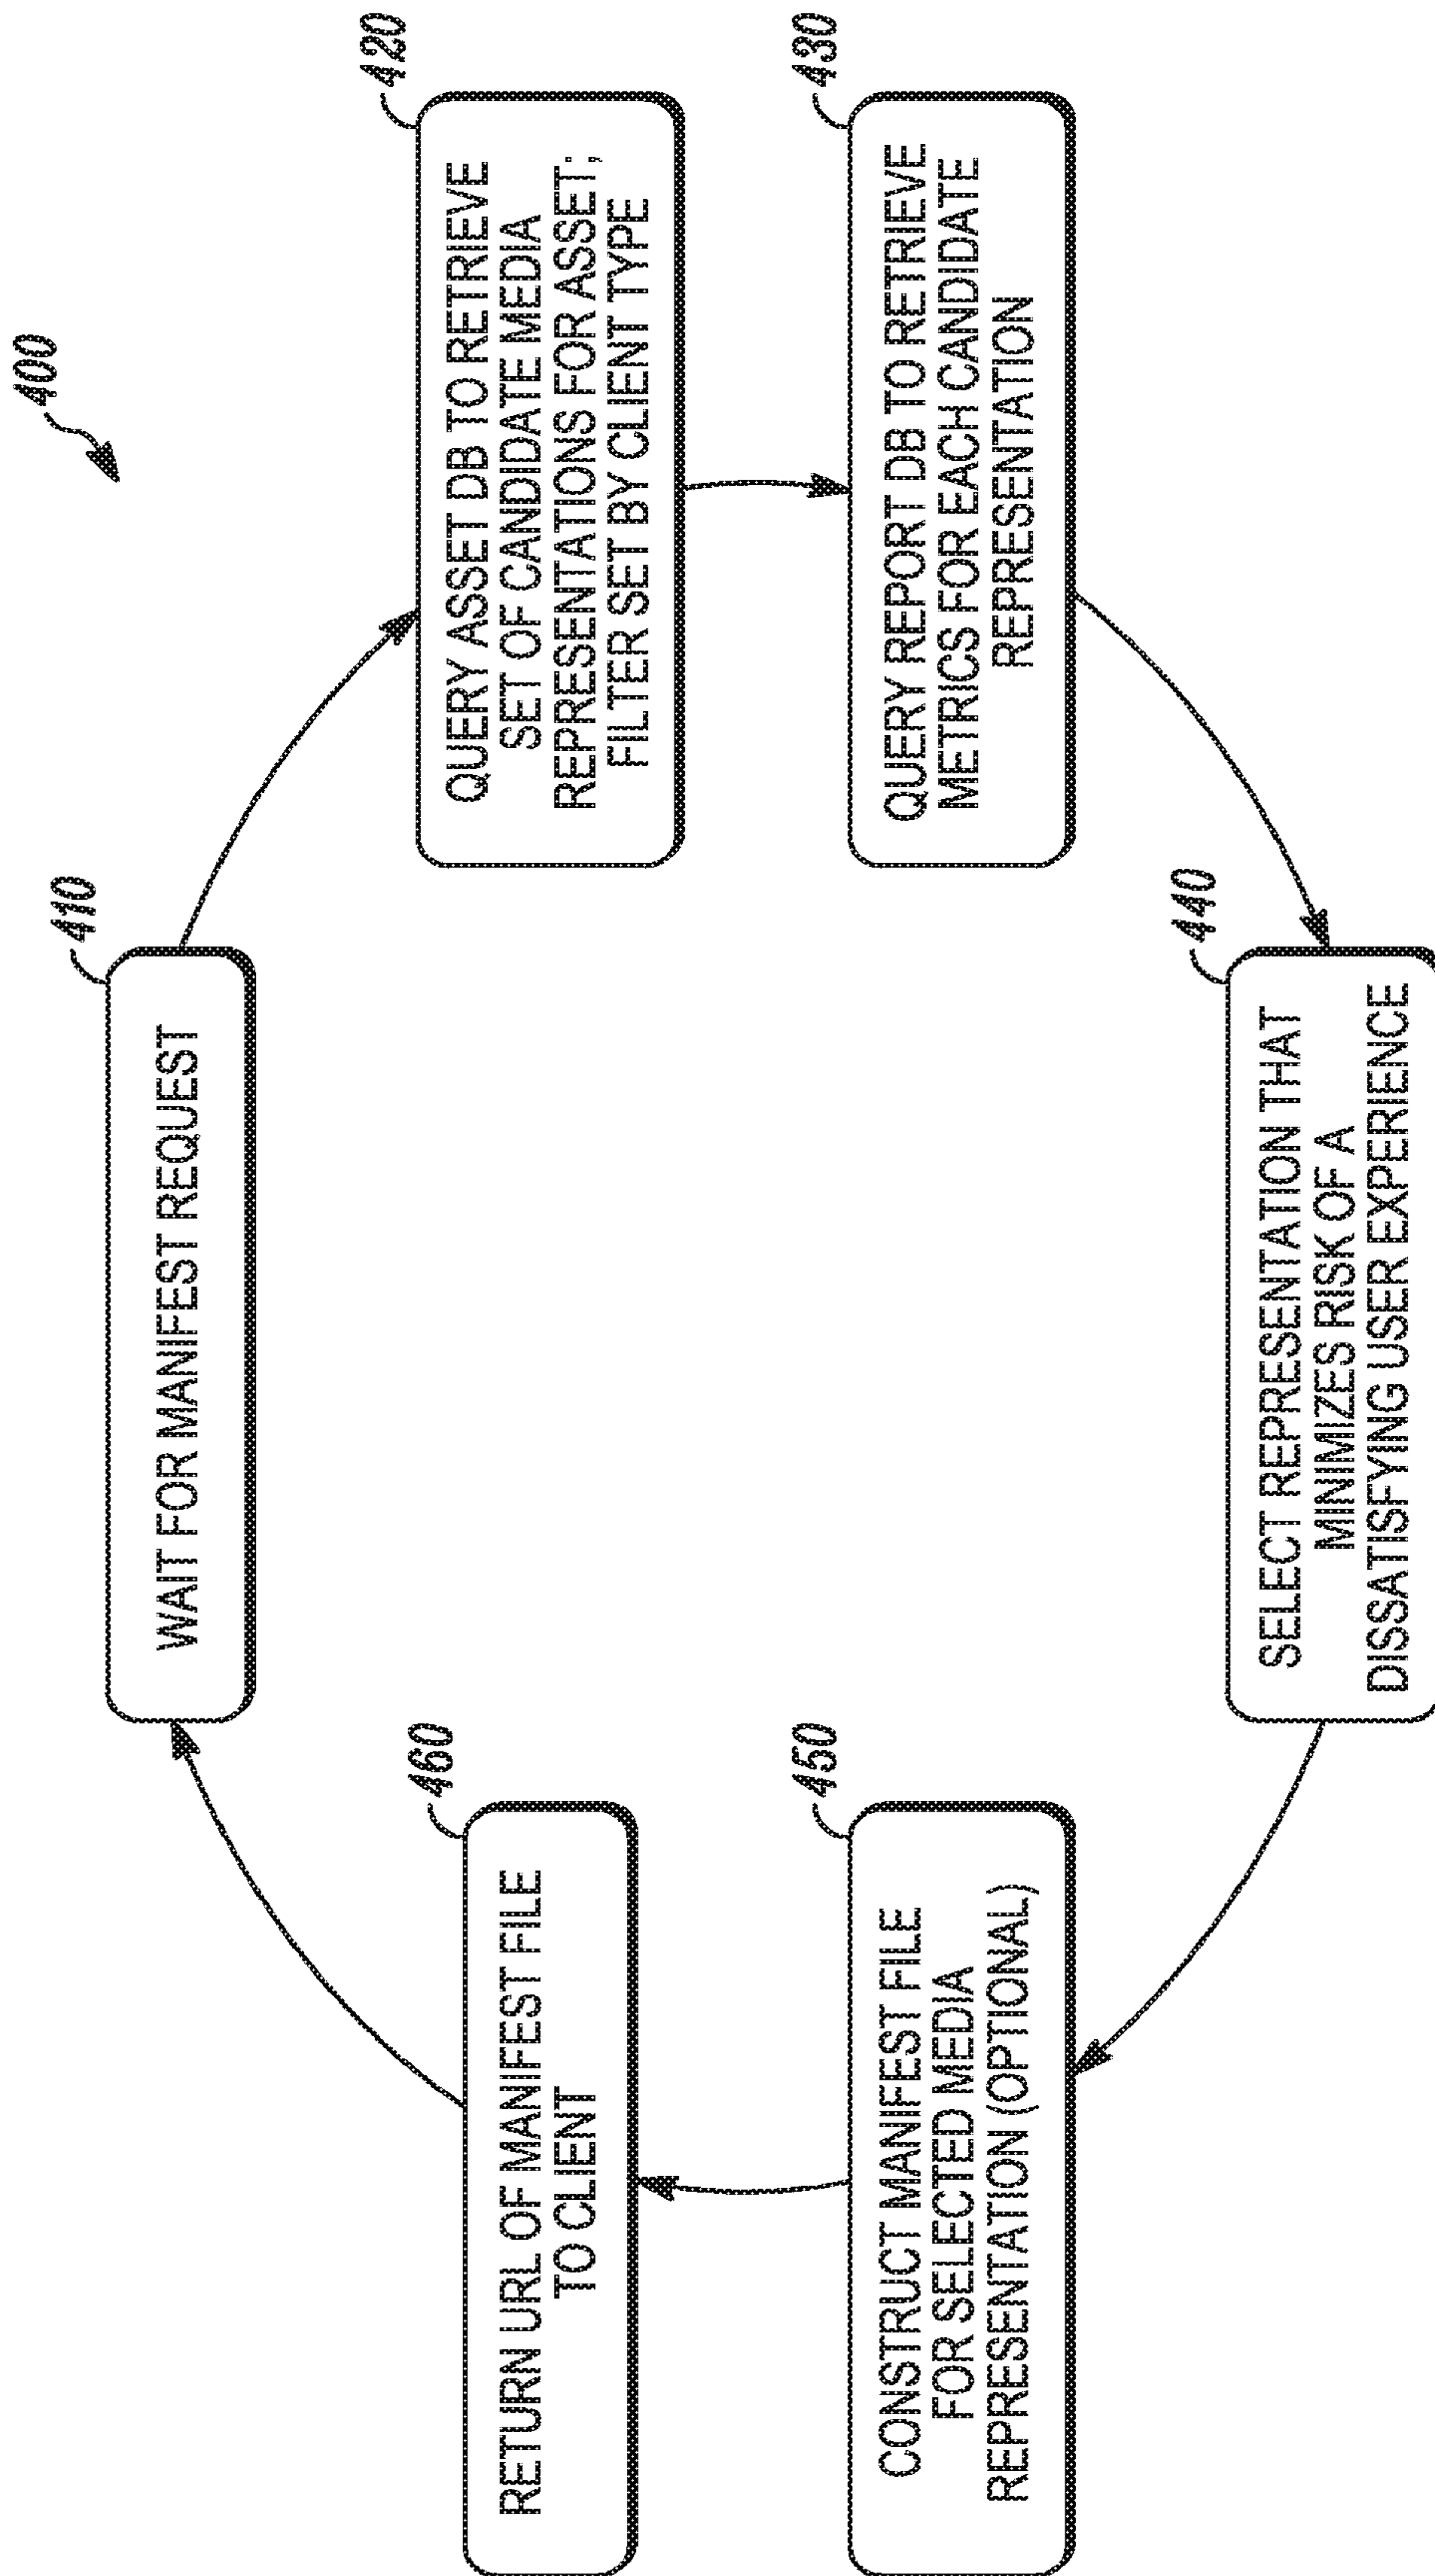 400
410
WAIT FOR MANIFEST REQUEST
420
QUERY ASSET DB TO RETRIEVE
SET OF CANDIDATE MEDIA
REPRESENTATIONS FOR ASSET;
FILTER SET BY CLIENT TYPE
430
QUERY REPORT DB TO RETRIEVE
METRICS FOR EACH CANDIDATE
REPRESENTATION
440
SELECT REPRESENTATION THAT
MINIMIZES RISK OF A
DISSATISFYING USER EXPERIENCE
450
CONSTRUCT MANIFEST FILE
FOR SELECTED MEDIA
REPRESENTATION (OPTIONAL)
460
RETURN URL OF MANIFEST FILE
TO CLIENT